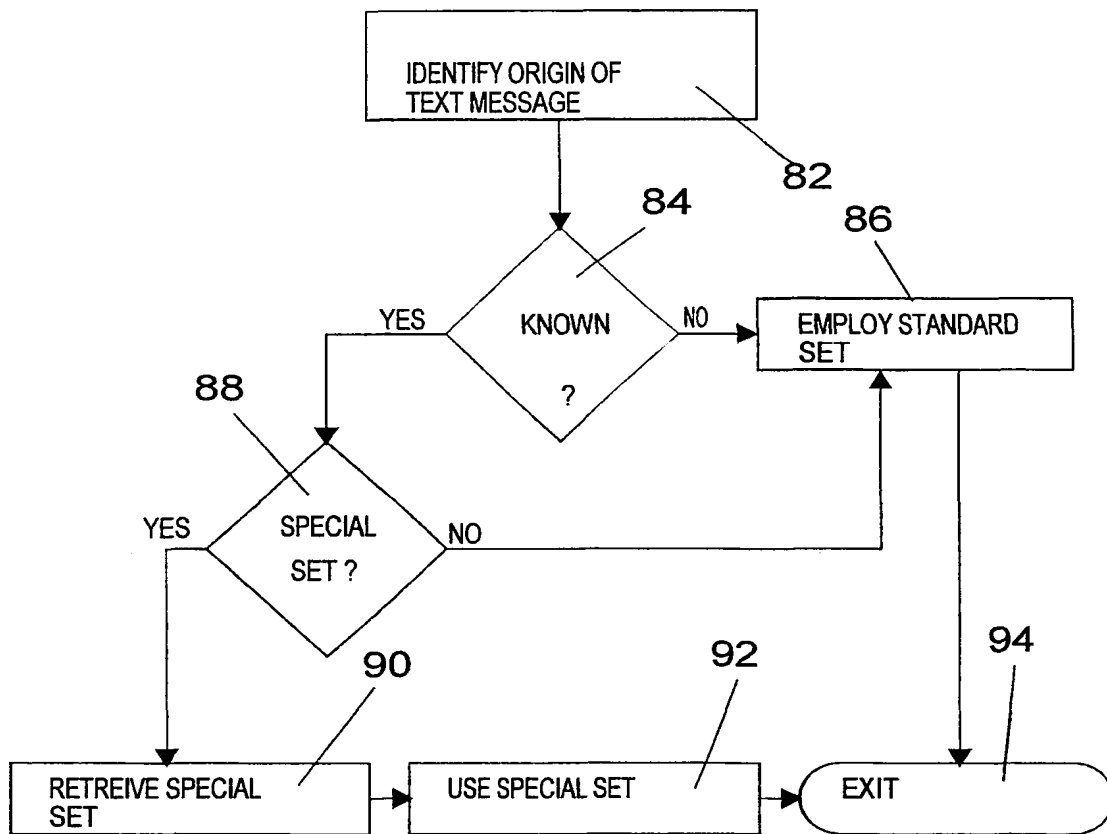 IDENTIFY ORIGIN OF
TEXT MESSAGE
82
84
86
YES
KNOWN
?
NO
EMPLOY STANDARD
SET
88
YES
SPECIAL
SET ?
NO
90
92
94
RETREIVE SPECIAL
SET
USE SPECIAL SET
EXIT